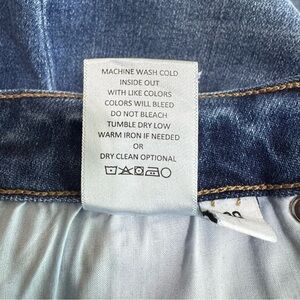 MACHINE WASH COLD
INSIDE OUT
WITH LIKE COLORS
COLORS WILL BLEED
DO NOT BLEACH
TUMBLE DRY LOW
WARM IRON IF NEEDED
OR
DRY CLEAN OPTIONAL